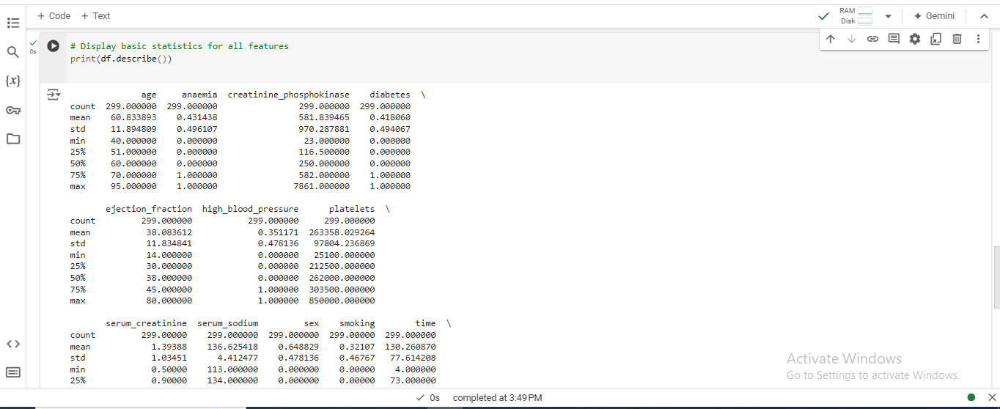 + Code + Text
RAM
Disk
Gemini
0s
# Display basic statistics for all features
print(df.describe())
{x}
age anaemia creatinine_phosphokinase diabetes \
count 299.000000 299.000000 299.000000 299.000000
mean 60.833893 0.431438 581.839465 0.418060
std 11.894809 0.496107 970.287881 0.494067
min 40.000000 0.000000 23.000000 0.000000
25% 51.000000 0.000000 116.500000 0.000000
50% 60.000000 0.000000 250.000000 0.000000
75% 70.000000 1.000000 582.000000 1.000000
max 95.000000 1.000000 7861.000000 1.000000
ejection_fraction high_blood_pressure platelets \
count 299.000000 299.000000 299.000000
mean 38.083612 0.351171 263358.029264
std 11.834841 0.478136 97804.236869
min 14.000000 0.000000 25100.000000
25% 30.000000 0.000000 212500.000000
50% 38.000000 0.000000 262000.000000
75% 45.000000 1.000000 303500.000000
max 80.000000 1.000000 850000.000000
serum_creatinine serum_sodium sex smoking time \
count 299.00000 299.000000 299.000000 299.00000 299.000000
mean 1.39388 136.625418 0.648829 0.32107 130.260870
std 1.03451 4.412477 0.478136 0.46767 77.614208
min 0.50000 113.000000 0.000000 0.00000 4.000000
25% 0.90000 134.000000 0.000000 0.00000 73.000000
Activate Windows
Go to Settings to activate Windows.
0s completed at 3:49 PM